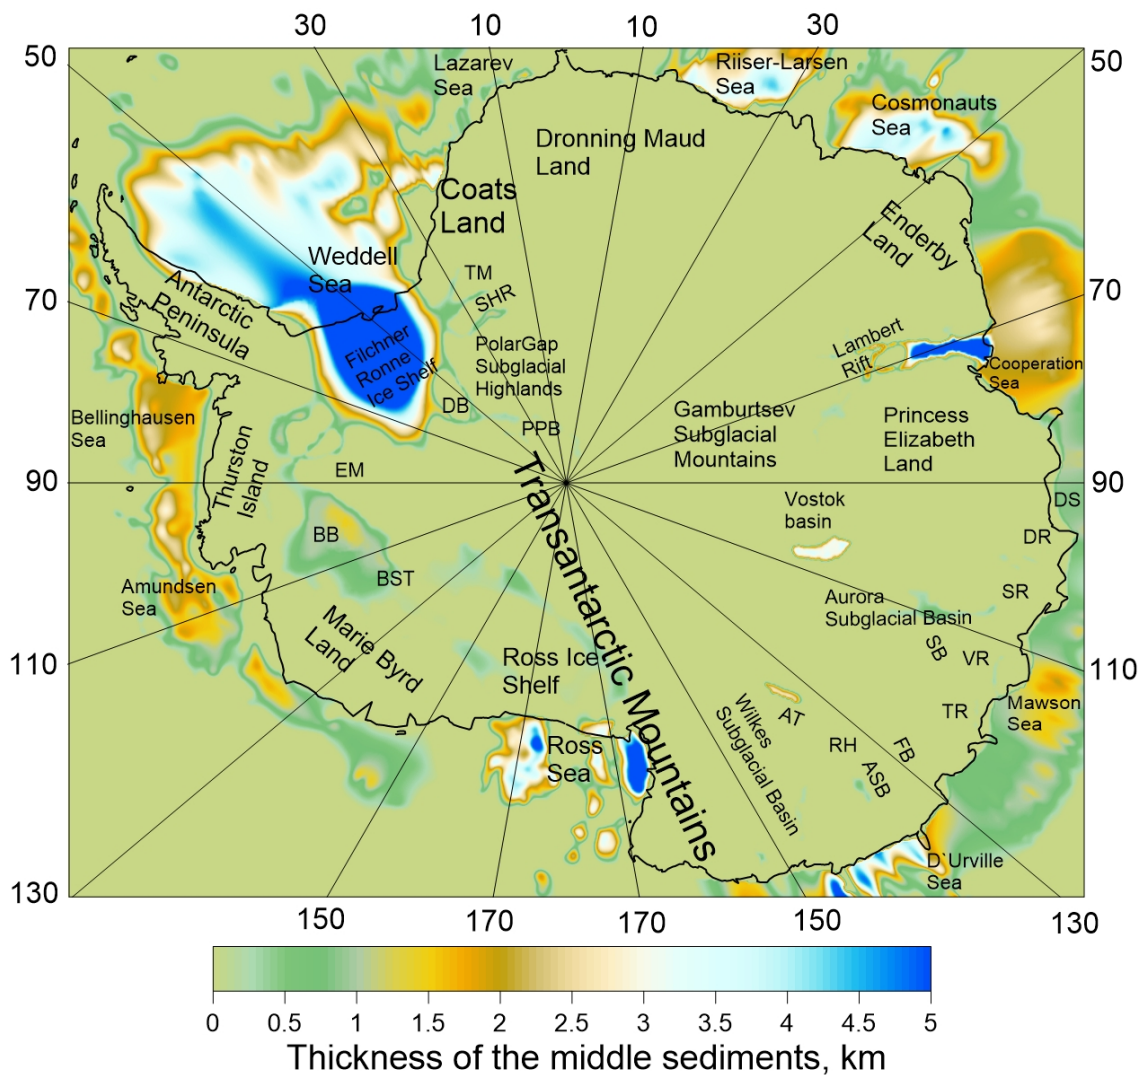 30
10
10
30
50
50
Lazarev
Sea
Riiser-Larsen
Sea
Cosmonauts
Sea
Dronning Maud
Land
Coats
Land
Enderby
Land
Weddell
Sea
TM
SHR
70
70
Antarctic
Peninsula
Filchner
Ronne
Ice Shelf
PolarGap
Subglacial
Highlands
Lambert
Rift
Cooperation
Sea
DB
PPB
Bellinghausen
Sea
Gamburtsev
Subglacial
Mountains
Princess
Elizabeth
Land
Thurston
Island
EM
90
90
Transantarctic Mountains
Vostok
basin
DS
BB
DR
BST
Amundsen
Sea
SR
Aurora
Subglacial Basin
SB
VR
Marie Byrd
Land
Ross Ice
Shelf
110
110
AT
Wilkes
Subglacial Basin
TR
Mawson
Sea
Ross
Sea
RH
FB
ASB
D`Urville
Sea
130
150
170
170
150
130
0
0.5
1
1.5
2
2.5
3
3.5
4
4.5
5
Thickness of the middle sediments, km